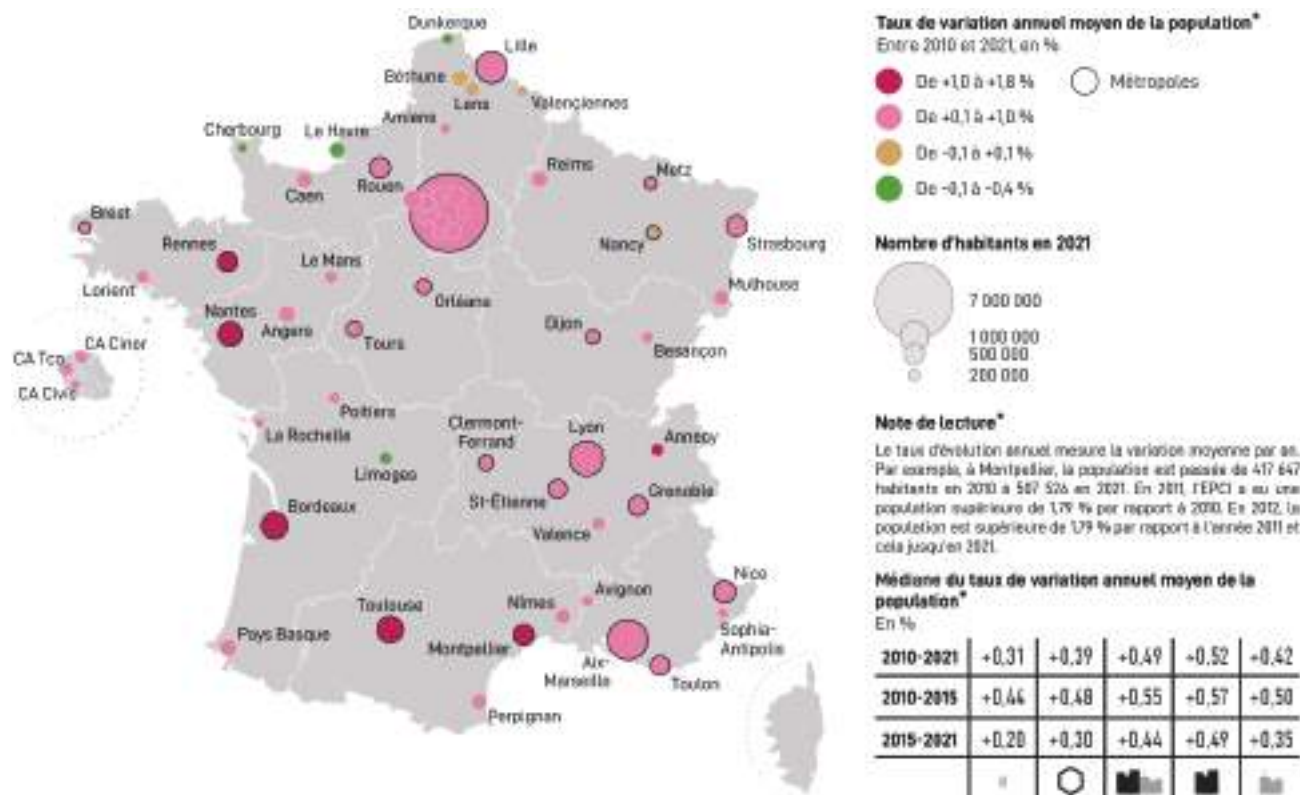 Dunkerque
Lille
Béthune
Lens
Valenciennes
Amiens
Cherbourg
Le Havre
Rouen
Caen
Reims
Metz
Nancy
Strasbourg
Brest
Rennes
Le Mans
Lorient
Orléans
Mulhouse
Nantes
Angers
Tours
Dijon
Besançon
CA Cinor
CA Tco
CA Civis
Poitiers
La Rochelle
Clermont-
Ferrand
Lyon
Annecy
Limoges
St-Étienne
Grenoble
Bordeaux
Valence
Nice
Avignon
Toulouse
Nîmes
Pays Basque
Montpellier
Sophia-
Antipolis
Aix-
Marseille
Toulon
Perpignan
Taux de variation annuel moyen de la population*
Entre 2010 et 2021, en %
De +1,0 à +1,8 %
Métropoles
De +0,1 à +1,0 %
De -0,1 à +0,1 %
De -0,1 à -0,4 %
Nombre d'habitants en 2021
7 000 000
1 000 000
500 000
200 000
Note de lecture*
Le taux d'évolution annuel mesure la variation moyenne par an.
Par exemple, à Montpellier, la population est passée de 417 647
habitants en 2010 à 507 526 en 2021. En 2011, l'EPCI a eu une
population supérieure de 1,79 % par rapport à 2010. En 2012, la
population est supérieure de 1,79 % par rapport à l'année 2011 et
cela jusqu'en 2021.
Médiane du taux de variation annuel moyen de la
population*
En %
2010-2021 +0,31 +0,39 +0,49 +0,52 +0,42
2010-2015 +0,44 +0,48 +0,55 +0,57 +0,50
2015-2021 +0,20 +0,30 +0,44 +0,49 +0,35